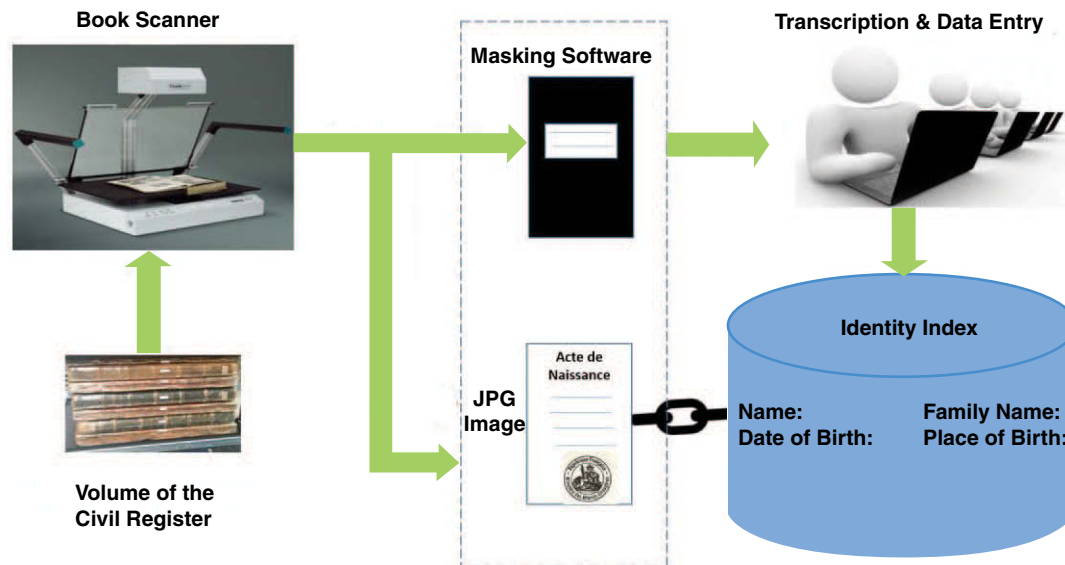 Book Scanner
Masking Software
Transcription & Data Entry
Volume of the
Civil Register
JPG
Image
Acte de
Naissance
Identity Index
Name:
Family Name:
Date of Birth:
Place of Birth: